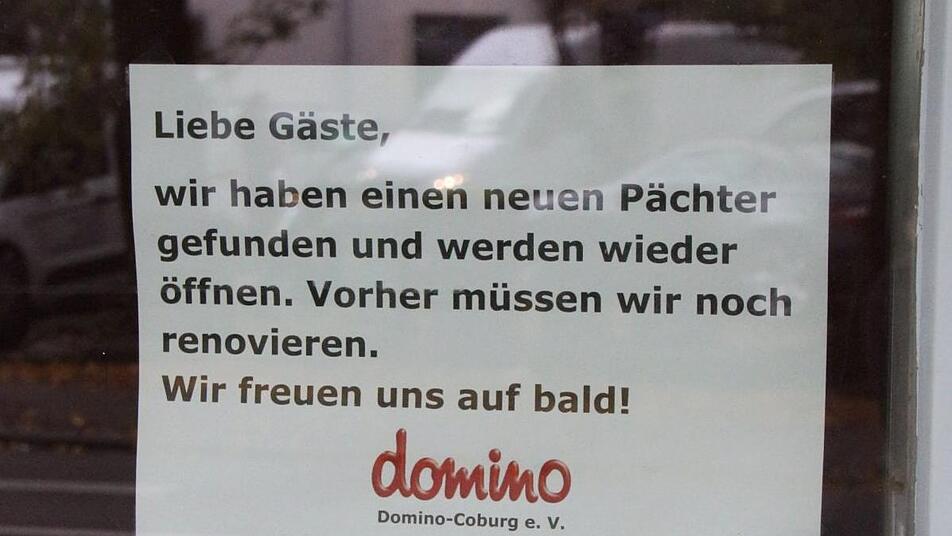 Liebe Gäste,
wir haben einen neuen Pächter
gefunden und werden wieder
öffnen. Vorher müssen wir noch
renovieren.
Wir freuen uns auf bald!
domino
Domino-Coburg e. V.